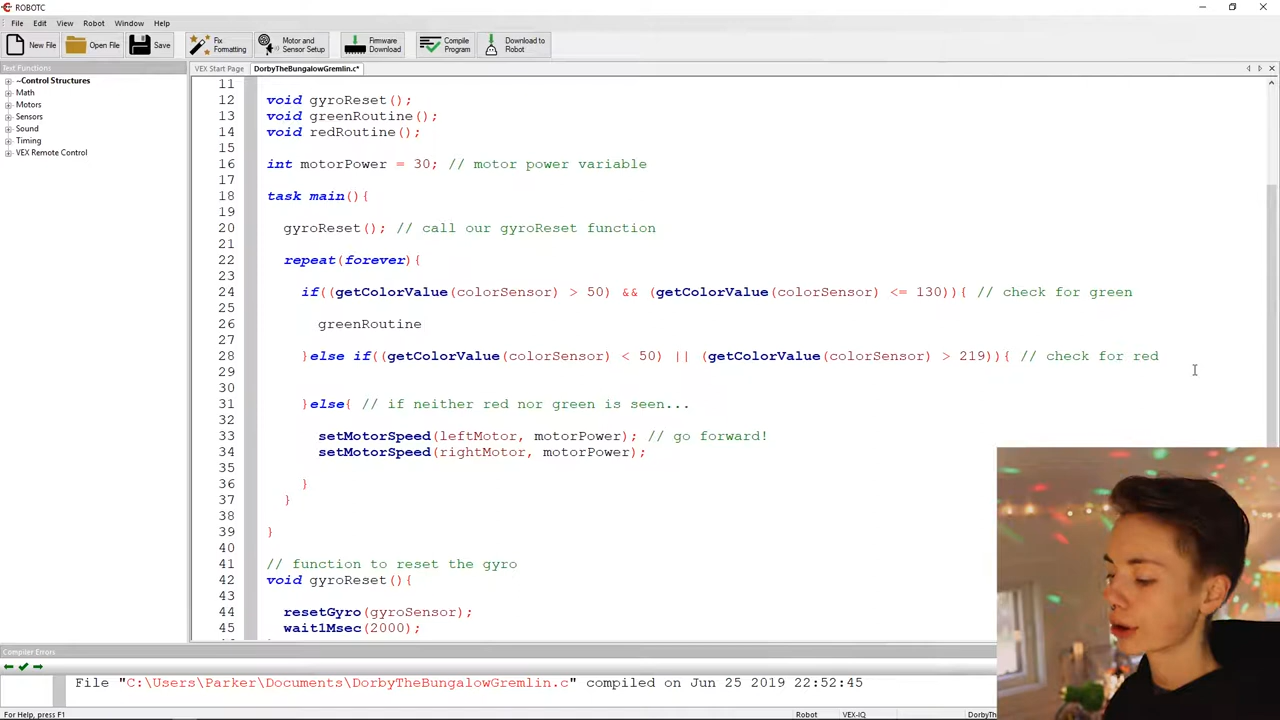 ROBOTC
File Edit View Robot Window Help
New File Open File Save Fix Formatting Motor and Sensor Setup Firmware Download Compile Program Download to Robot
Text Functions
VEX Start Page DorbyTheBungalowGremlin.c*
~Control Structures
Math
Motors
Sensors
Sound
Timing
VEX Remote Control
11
12 void gyroReset();
13 void greenRoutine();
14 void redRoutine();
15
16 int motorPower = 30; // motor power variable
17
18 task main(){
19
20 gyroReset(); // call our gyroReset function
21
22 repeat(forever){
23
24 if((getColorValue(colorSensor) > 50) && (getColorValue(colorSensor) <= 130)){ // check for green
25
26 greenRoutine
27
28 }else if((getColorValue(colorSensor) < 50) || (getColorValue(colorSensor) > 219)){ // check for red
29
30
31 }else{ // if neither red nor green is seen...
32
33 setMotorSpeed(leftMotor, motorPower); // go forward!
34 setMotorSpeed(rightMotor, motorPower);
35
36 }
37 }
38
39 }
40
41 // function to reset the gyro
42 void gyroReset(){
43
44 resetGyro(gyroSensor);
45 wait1Msec(2000);
Compiler Errors
File "C:\Users\Parker\Documents\DorbyTheBungalowGremlin.c" compiled on Jun 25 2019 22:52:45
For Help, press F1 Robot VEX-IQ